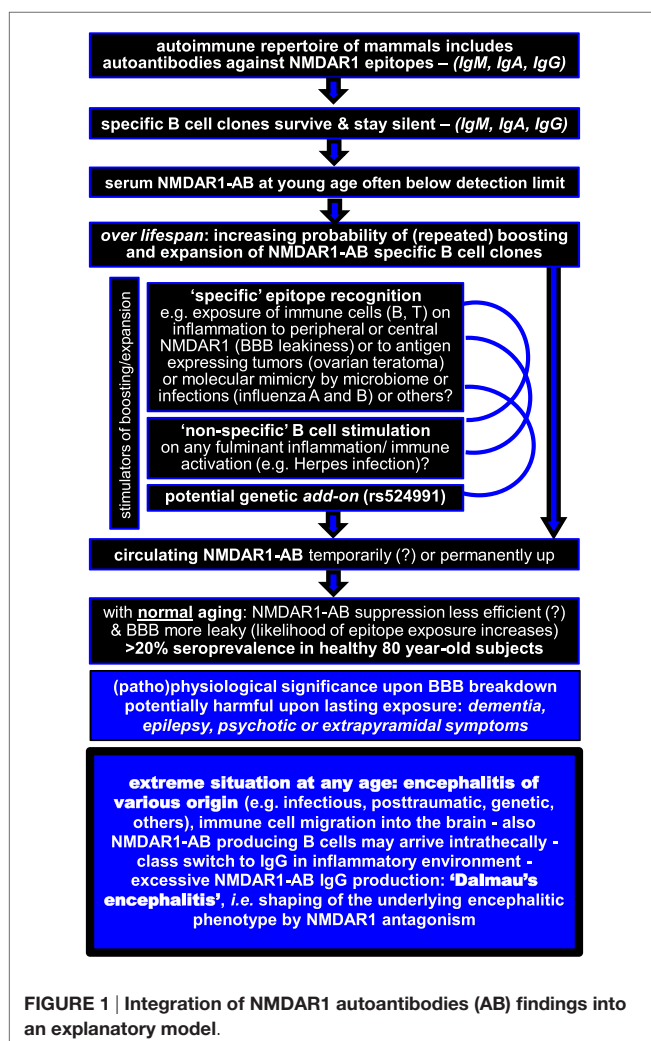 autoimmune repertoire of mammals includes
autoantibodies against NMDAR1 epitopes – (IgM, IgA, IgG)
specific B cell clones survive & stay silent – (IgM, IgA, IgG)
serum NMDAR1-AB at young age often below detection limit
over lifespan: increasing probability of (repeated) boosting
and expansion of NMDAR1-AB specific B cell clones
stimulators of boosting/expansion
‘specific’ epitope recognition
e.g. exposure of immune cells (B, T) on
inflammation to peripheral or central
NMDAR1 (BBB leakiness) or to antigen
expressing tumors (ovarian teratoma)
or molecular mimicry by microbiome or
infections (influenza A and B) or others?
‘non-specific’ B cell stimulation
on any fulminant inflammation/ immune
activation (e.g. Herpes infection)?
potential genetic add-on (rs524991)
circulating NMDAR1-AB temporarily (?) or permanently up
with normal aging: NMDAR1-AB suppression less efficient (?)
& BBB more leaky (likelihood of epitope exposure increases)
>20% seroprevalence in healthy 80 year-old subjects
(patho)physiological significance upon BBB breakdown
potentially harmful upon lasting exposure: dementia,
epilepsy, psychotic or extrapyramidal symptoms
extreme situation at any age: encephalitis of
various origin (e.g. infectious, posttraumatic, genetic,
others), immune cell migration into the brain - also
NMDAR1-AB producing B cells may arrive intrathecally -
class switch to IgG in inflammatory environment -
excessive NMDAR1-AB IgG production: ‘Dalmau’s
encephalitis’, i.e. shaping of the underlying encephalitic
phenotype by NMDAR1 antagonism
FIGURE 1 | Integration of NMDAR1 autoantibodies (AB) findings into
an explanatory model.